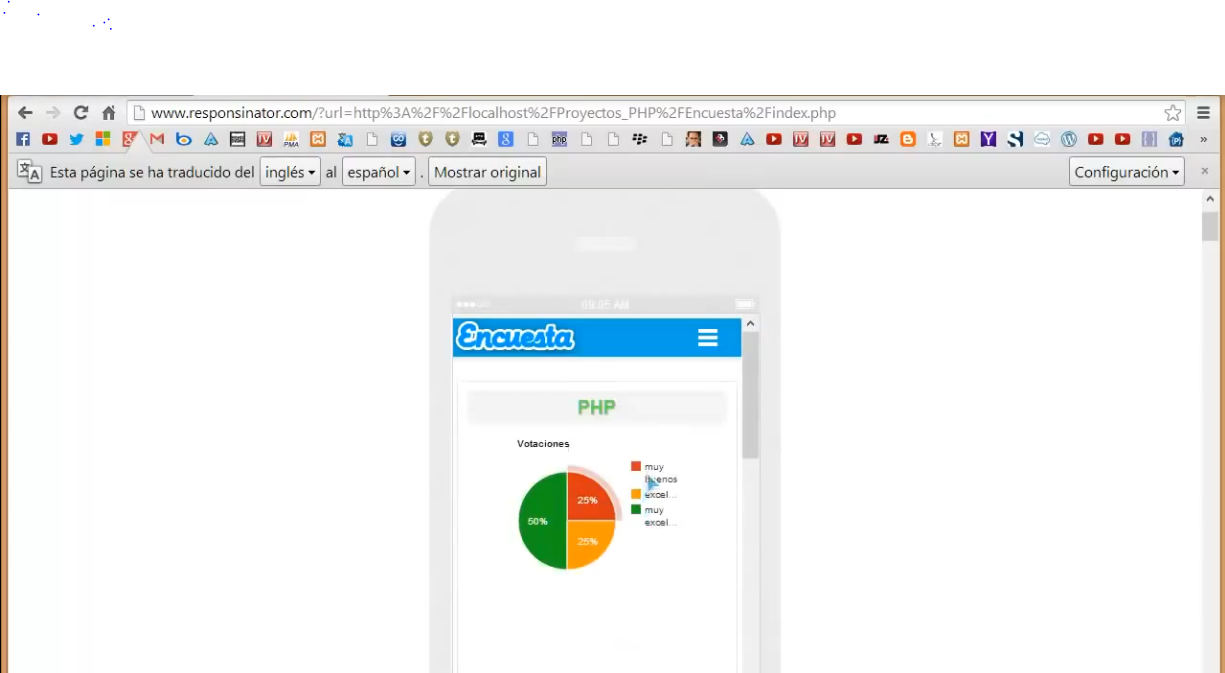 www.responsinator.com/?url=http%3A%2F%2Flocalhost%2FProyectos_PHP%2FEncuesta%2Findex.php
Esta página se ha traducido del inglés al español . Mostrar original Configuración
09:05 AM
Encuesta
PHP
Votaciones
muy
buenos
excel...
muy
excel...
25%
50%
25%